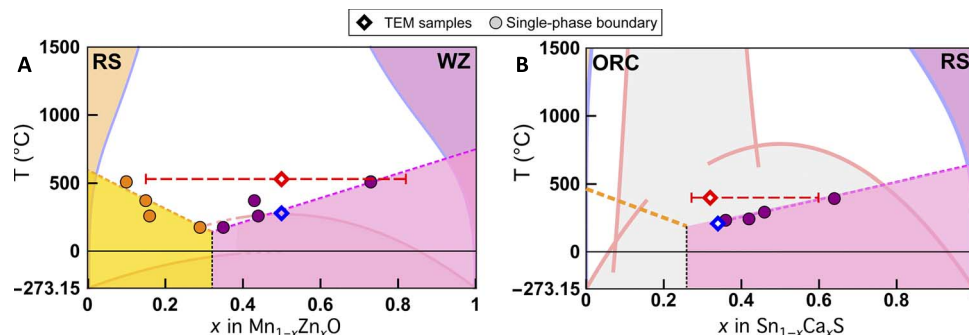 TEM samples Single-phase boundary
A
RS
WZ
1500
1000
500
0
−273.15
T (°C)
0 0.2 0.4 0.6 0.8 1
x in Mn₁₋ₓZnₓO
B
ORC
RS
1500
1000
500
0
−273.15
T (°C)
0 0.2 0.4 0.6 0.8
x in Sn₁₋ₓCaₓS